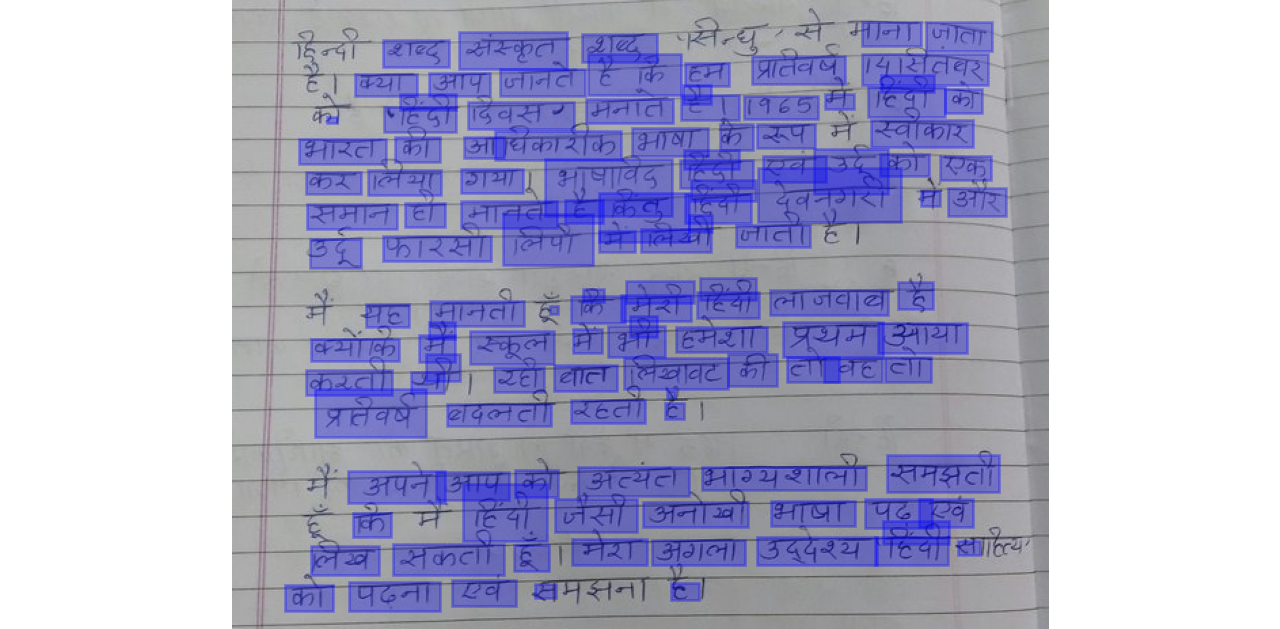 हिन्दी शब्द संस्कृत शब्द 'सिन्धु' से माना जाता
है। क्या आप जानते है कि हम प्रतिवर्ष 14 सितंबर
को 'हिंदी दिवस' मनाते है। 1965 में हिंदी को
भारत की आधिकारीक भाषा के रूप में स्वीकार
कर लिया गया। भाषाविद हिंदी एवं उर्दू को एक
समान ही मानते है किंतु हिंदी देवनगरी में और
उर्दू फारसी लिपी में लिखी जाती है।
मैं यह मानती हूँ कि मेरी हिंदी लाजवाब है
क्योंकि मैं स्कूल में भी हमेशा प्रथम आया
करती थी। रही बात लिखावट की तो वह तो
प्रतिवर्ष बदलती रहती है।
मैं अपने आप को अत्यंत भाग्यशाली समझती
हूँ कि मैं हिंदी जैसी अनोखी भाषा पढ़ एवं
लिख सकती हूँ। मेरा अगला उद्देश्य हिंदी साहित्य
को पढ़ना एवं समझना है।